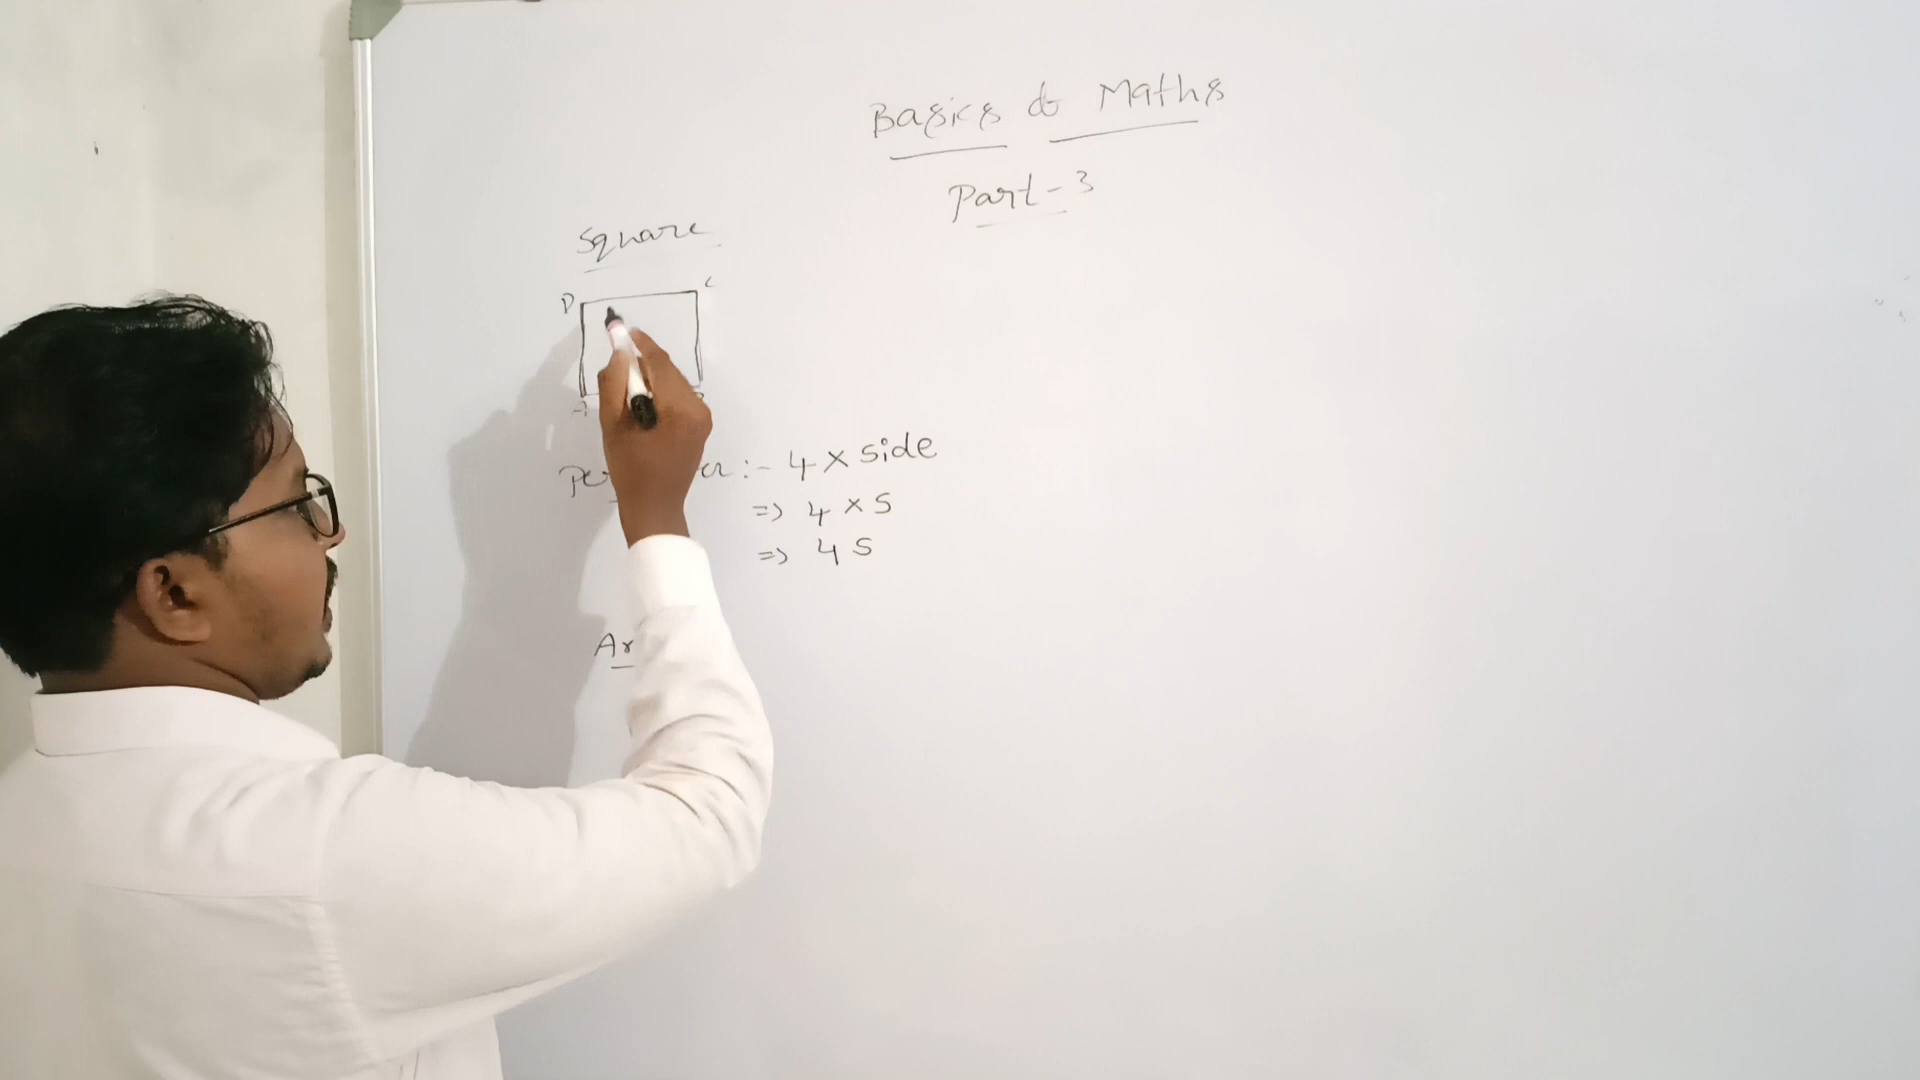 Basics of Maths
Part-3
Square
D C
A
:- 4 × side
=> 4 × S
=> 4 S